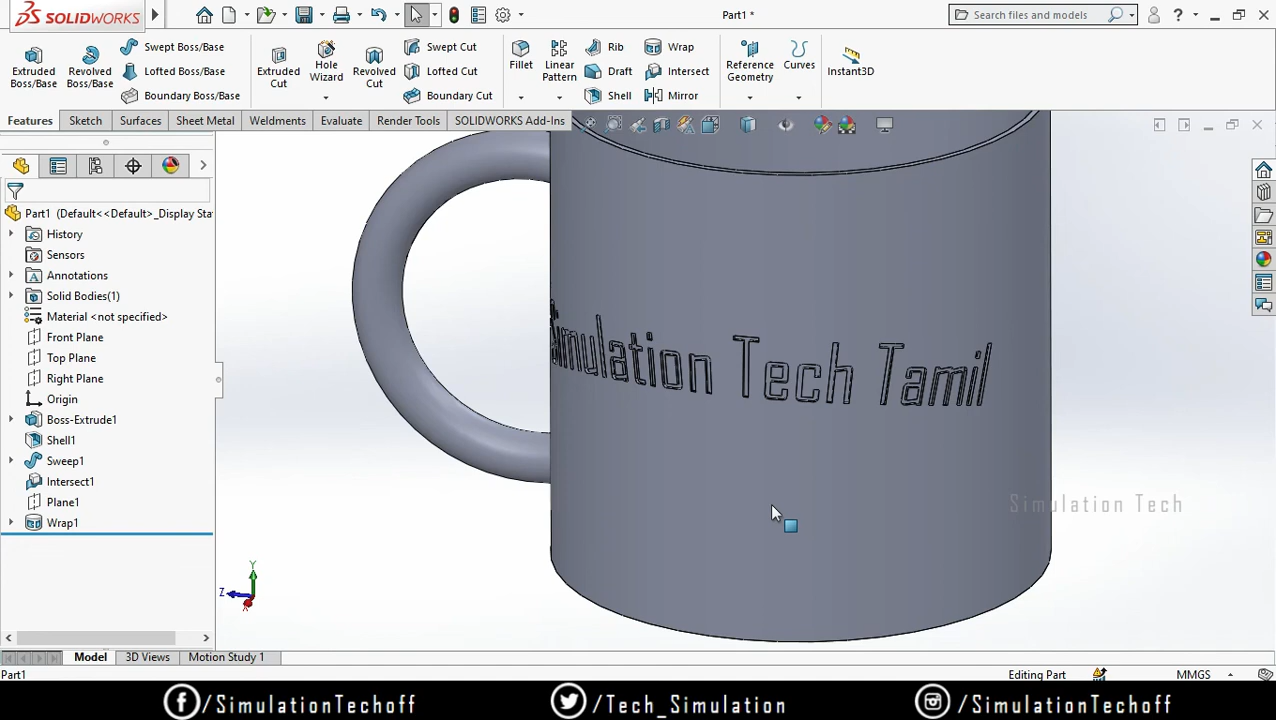 SOLIDWORKS
Part1 *
Search files and models
Extruded Boss/Base
Revolved Boss/Base
Swept Boss/Base
Lofted Boss/Base
Boundary Boss/Base
Extruded Cut
Hole Wizard
Revolved Cut
Swept Cut
Lofted Cut
Boundary Cut
Fillet
Linear Pattern
Rib
Draft
Shell
Wrap
Intersect
Mirror
Reference Geometry
Curves
Instant3D
Features
Sketch
Surfaces
Sheet Metal
Weldments
Evaluate
Render Tools
SOLIDWORKS Add-Ins
Part1 (Default<<Default>_Display Sta
History
Sensors
Annotations
Solid Bodies(1)
Material <not specified>
Front Plane
Top Plane
Right Plane
Origin
Boss-Extrude1
Shell1
Sweep1
Intersect1
Plane1
Wrap1
Simulation Tech Tamil
Simulation Tech
Y
Z
Model
3D Views
Motion Study 1
Part1
Editing Part
MMGS
/SimulationTechoff
/Tech_Simulation
/SimulationTechoff